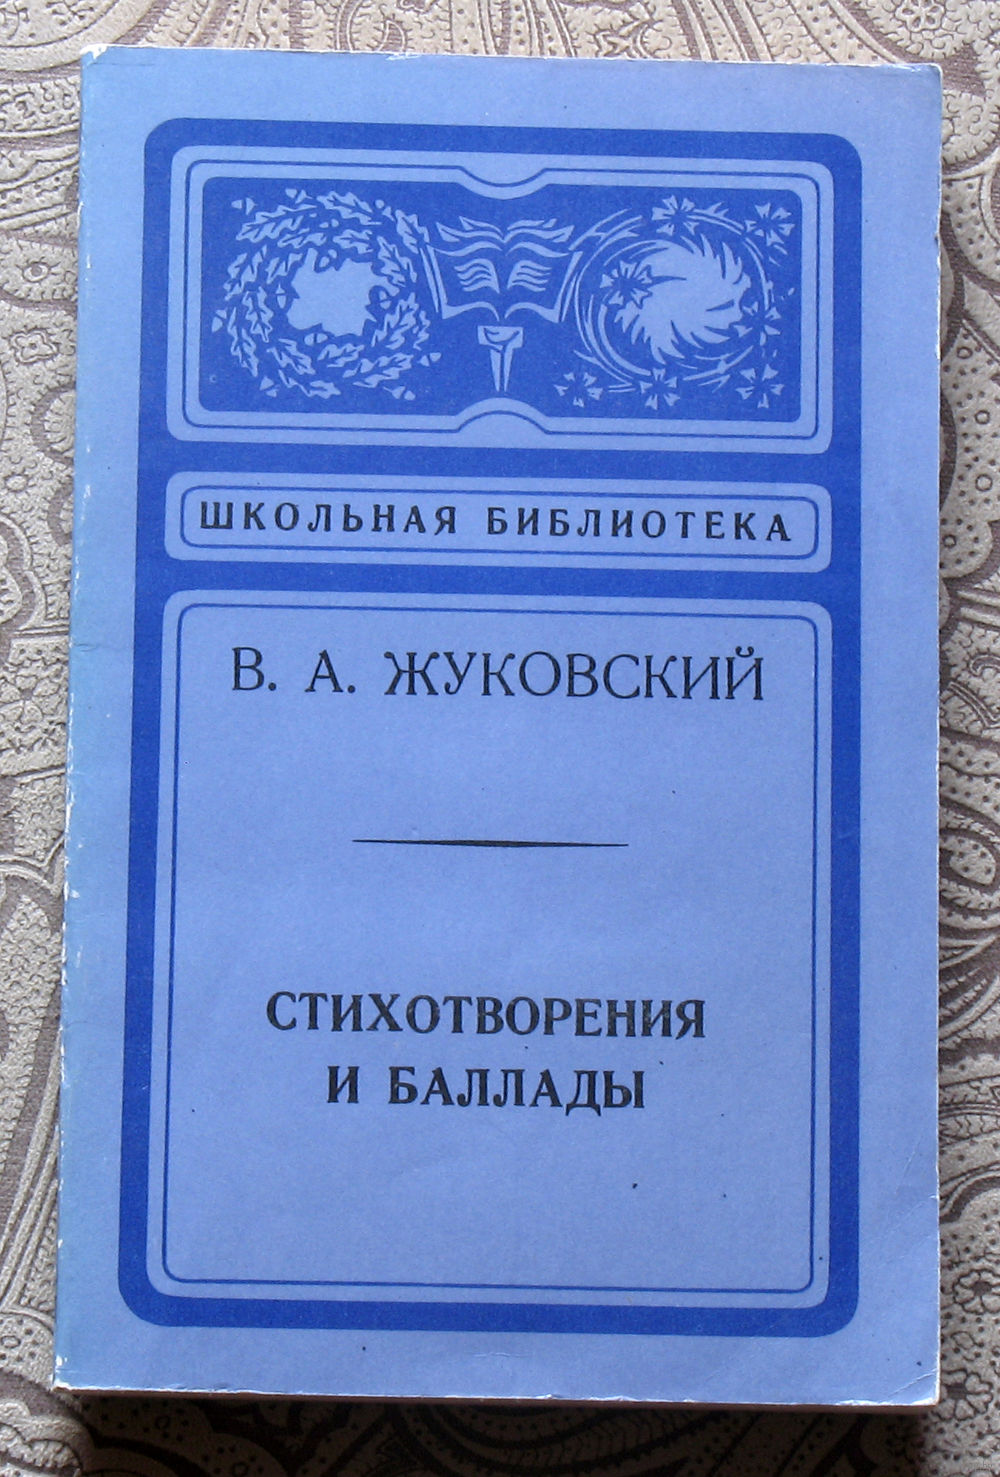 ШКОЛЬНАЯ БИБЛИОТЕКА
В. А. ЖУКОВСКИЙ
СТИХОТВОРЕНИЯ
И БАЛЛАДЫ